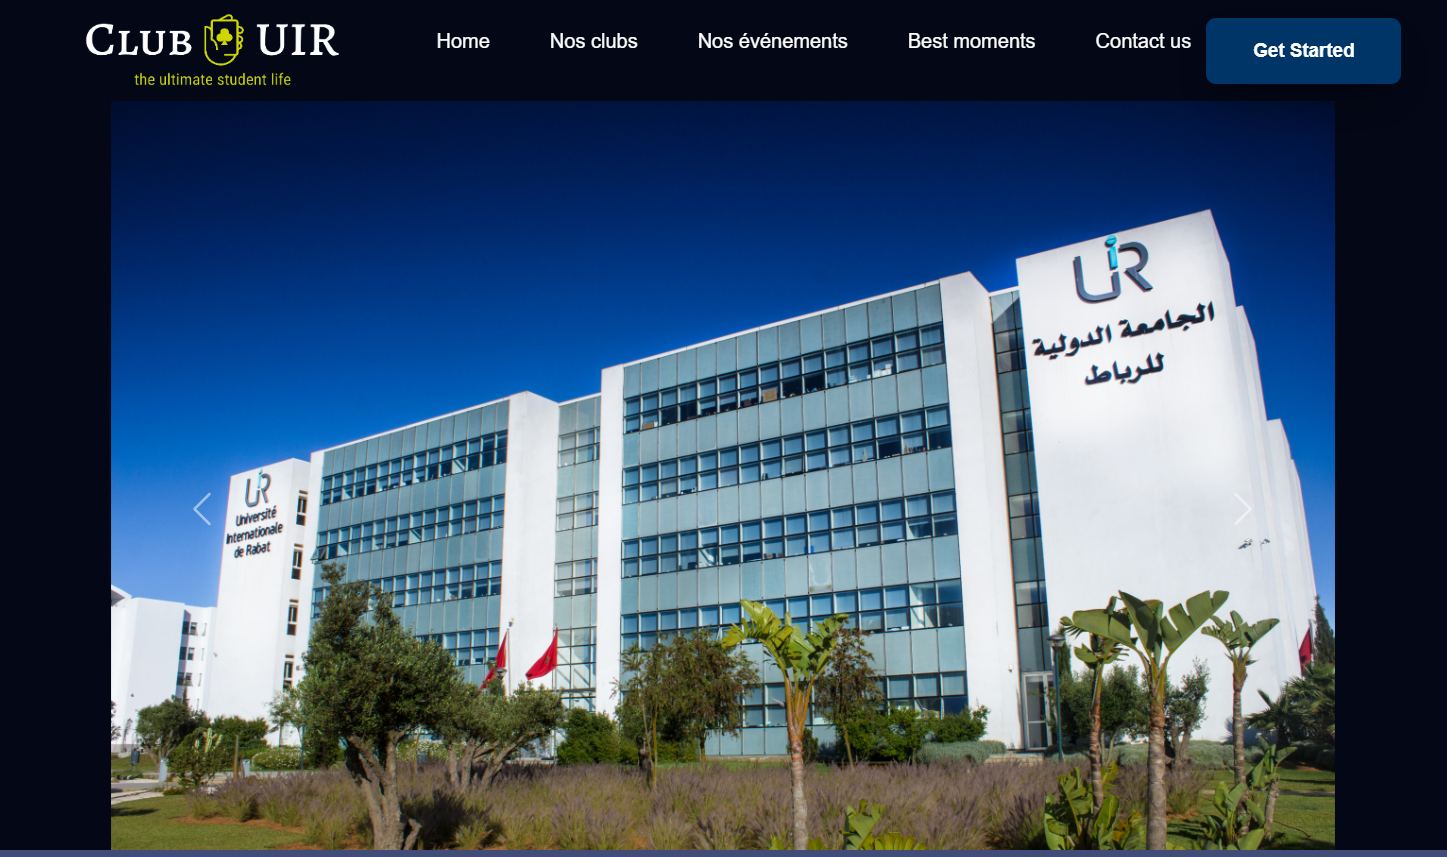 CLUB UIR
the ultimate student life
Home
Nos clubs
Nos événements
Best moments
Contact us
Get Started
UiR
الجامعة الدولية
للرباط
UiR
Université
Internationale
de Rabat